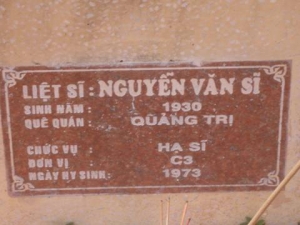 LIỆT SĨ : NGUYỄN VĂN SĨ
SINH NĂM : 1930
QUÊ QUÁN : QUẢNG TRỊ
CHỨC VỤ : HẠ SĨ
ĐƠN VỊ : C3
NGÀY HY SINH : 1973